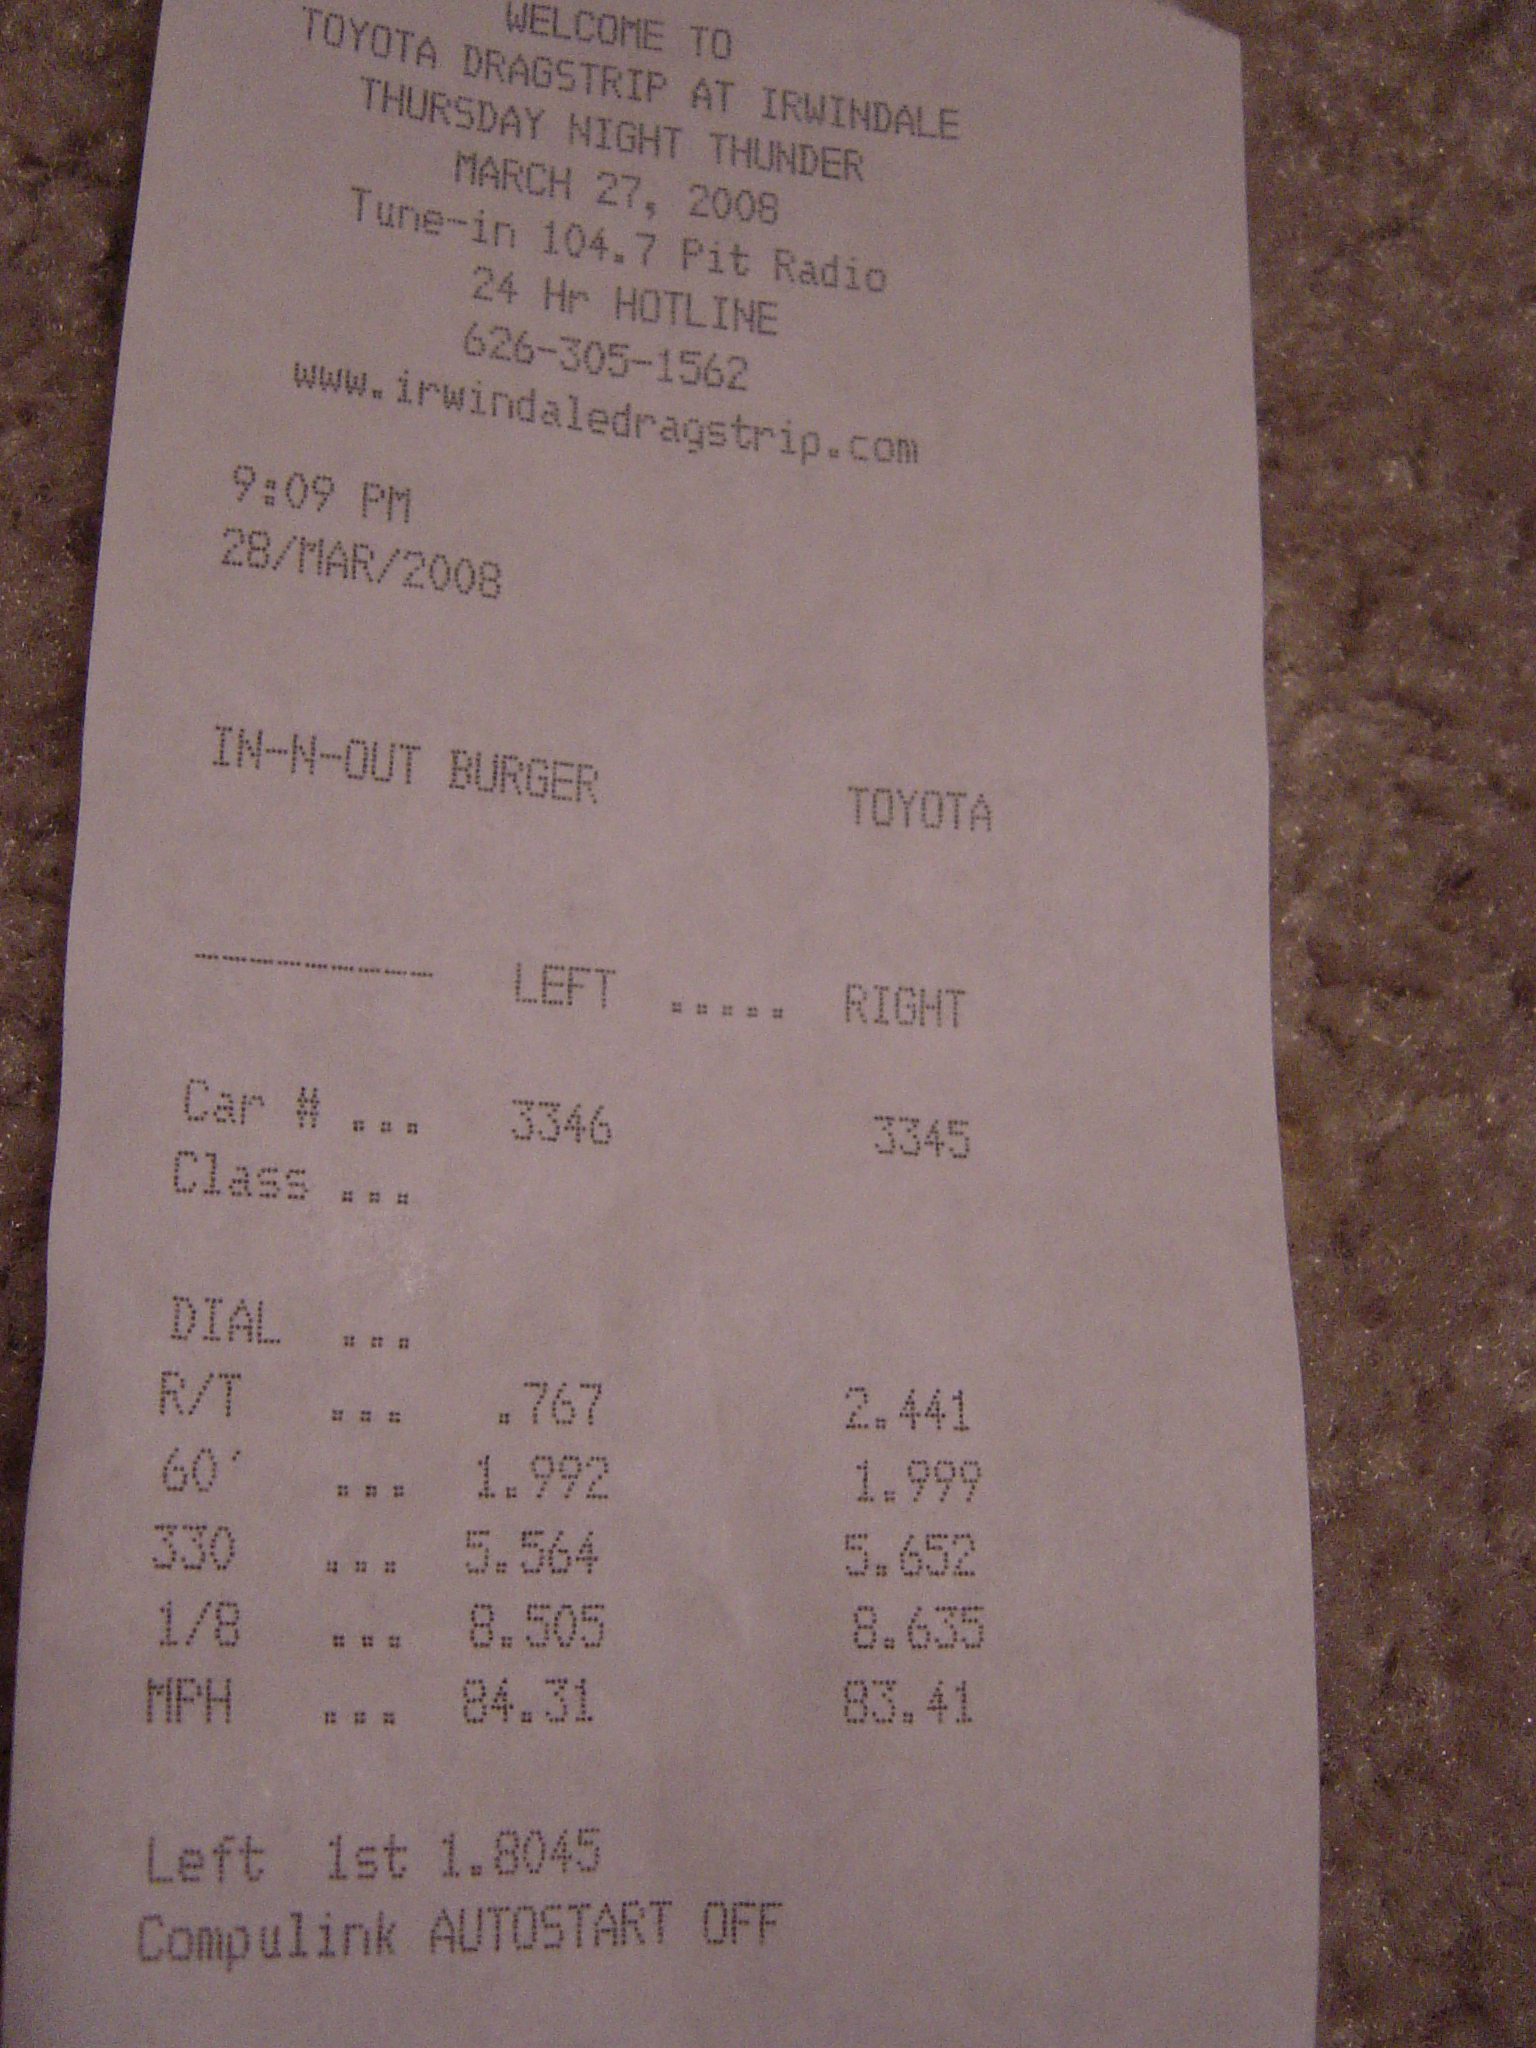 WELCOME TO
TOYOTA DRAGSTRIP AT IRWINDALE
THURSDAY NIGHT THUNDER
MARCH 27, 2008
Tune-in 104.7 Pit Radio
24 Hr HOTLINE
626-305-1562
www.irwindaledragstrip.com
9:09 PM
28/MAR/2008
IN-N-OUT BURGER TOYOTA
--------- LEFT ..... RIGHT
Car # ... 3346 3345
Class ...
DIAL ...
R/T ... .767 2.441
60' ... 1.992 1.999
330 ... 5.564 5.652
1/8 ... 8.505 8.635
MPH ... 84.31 83.41
Left 1st 1.8045
Compulink AUTOSTART OFF